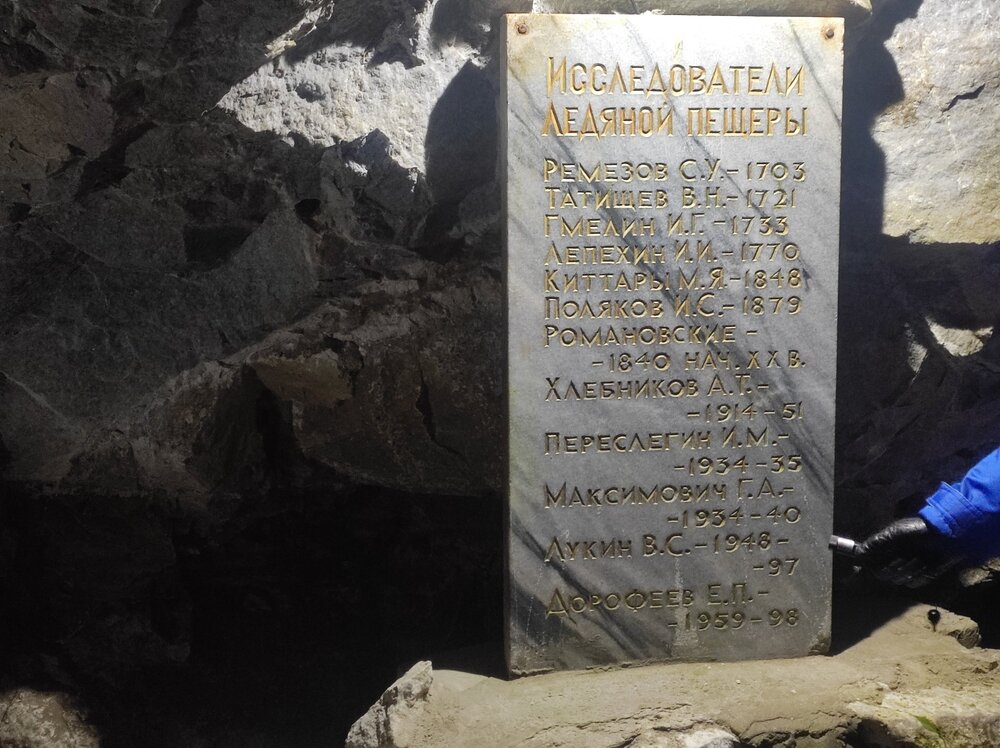 Исследователи
Ледяной пещеры
Ремезов С.У.-1703
Татищев В.Н.-1721
Гмелин И.Г.-1733
Лепехин И.И.-1770
Киттары М.Я.-1848
Поляков И.С.-1879
Романовские -
-1840 нач. XX в.
Хлебников А.Т.-
-1914-51
Переслегин И.М.-
-1934-35
Максимович Г.А.-
-1934-40
Лукин В.С.-1948-
-97
Дорофеев Е.П.-
-1959-98